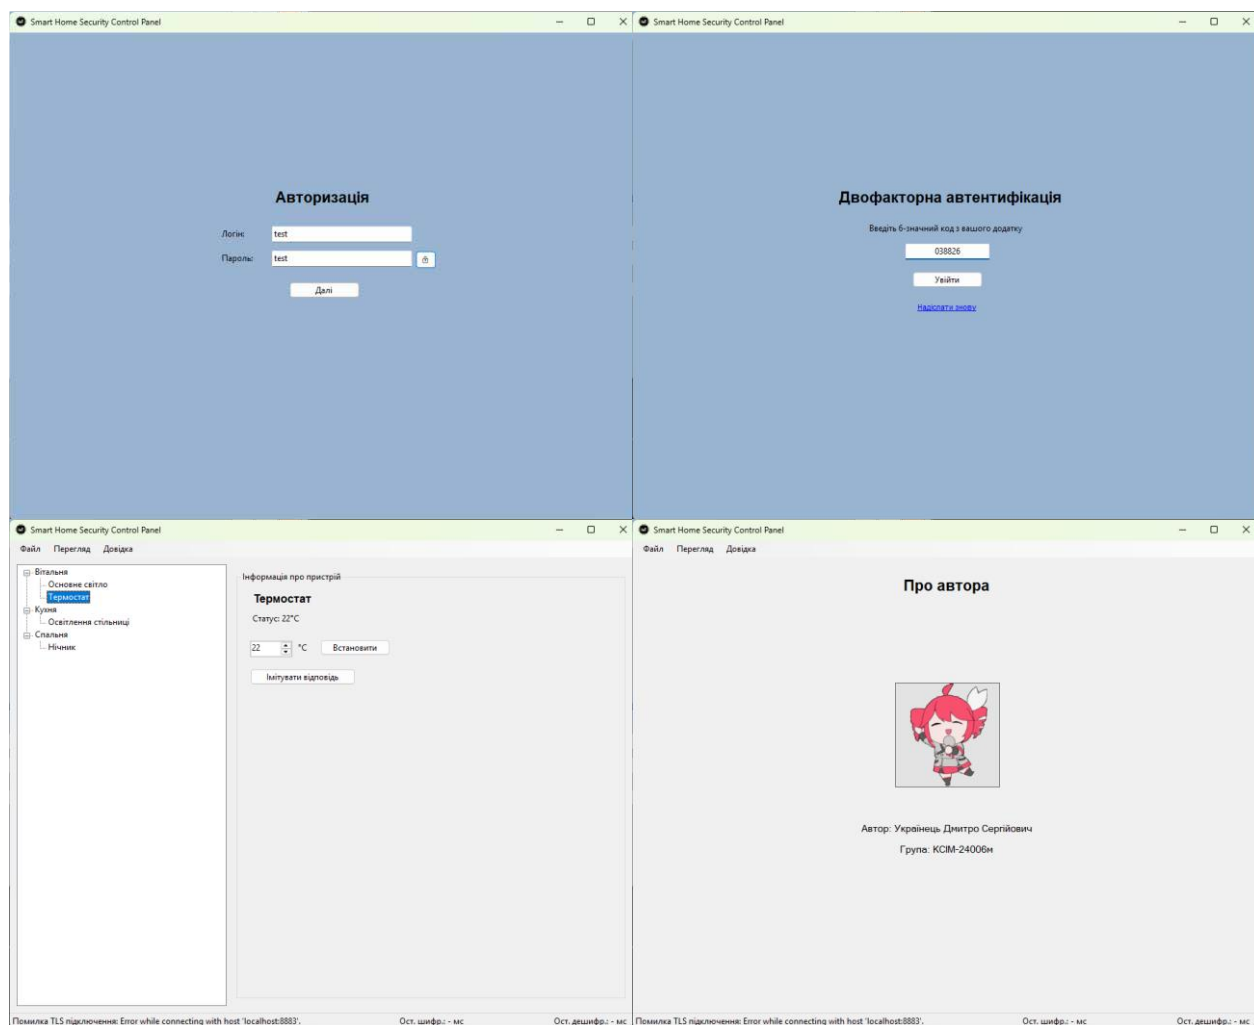 Smart Home Security Control Panel
Авторизація
Логін:
test
Пароль:
test
Далі
Smart Home Security Control Panel
Двофакторна автентифікація
Введіть 6-значний код з вашого додатку
038826
Увійти
Надіслати знову
Smart Home Security Control Panel
Файл Перегляд Довідка
Вітальня
Основне світло
Термостат
Кухня
Освітлення стільниці
Спальня
Нічник
Інформація про пристрій
Термостат
Статус: 22°C
22 °C Встановити
Імітувати відповідь
Помилка TLS підключення: Error while connecting with host 'localhost:8883'. Ост. шифр.: - мс Ост. дешифр.: - мс
Smart Home Security Control Panel
Файл Перегляд Довідка
Про автора
Автор: Українець Дмитро Сергійович
Група: КСІМ-24006м
Помилка TLS підключення: Error while connecting with host 'localhost:8883'. Ост. шифр.: - мс Ост. дешифр.: - мс